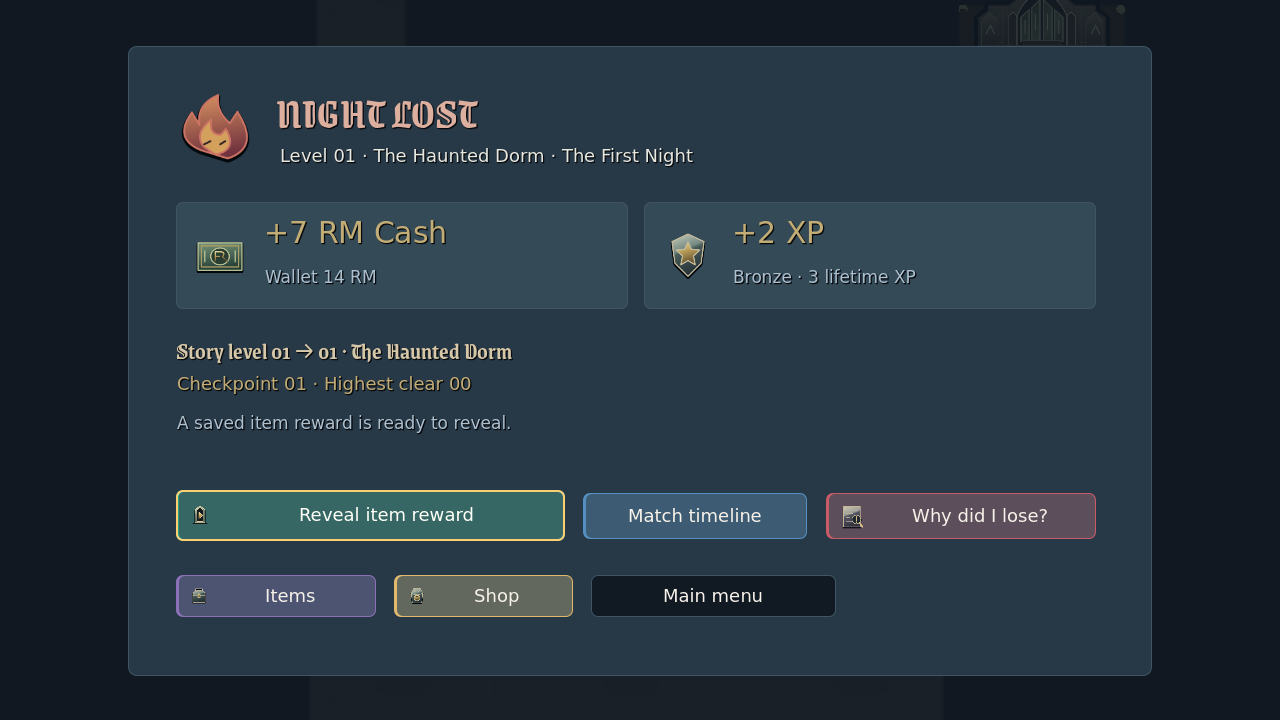 NIGHT LOST
Level 01 · The Haunted Dorm · The First Night
+7 RM Cash
Wallet 14 RM
+2 XP
Bronze · 3 lifetime XP
Story level 01 → 01 · The Haunted Dorm
Checkpoint 01 · Highest clear 00
A saved item reward is ready to reveal.
Reveal item reward
Match timeline
Why did I lose?
Items
Shop
Main menu